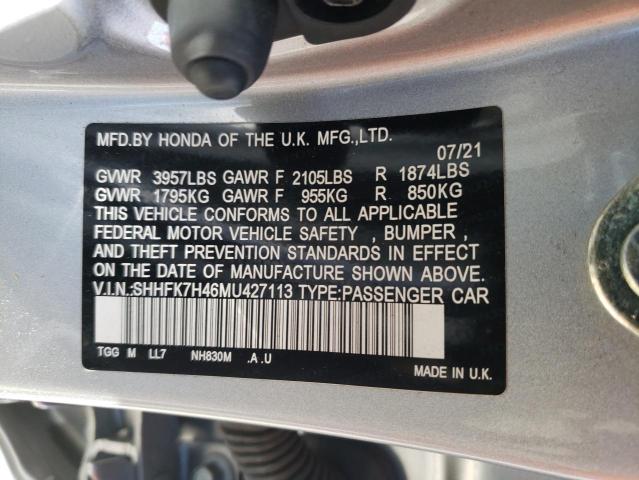 MFD.BY HONDA OF THE U.K. MFG.,LTD.
07/21
GVWR 3957LBS GAWR F 2105LBS R 1874LBS
GVWR 1795KG GAWR F 955KG R 850KG
THIS VEHICLE CONFORMS TO ALL APPLICABLE
FEDERAL MOTOR VEHICLE SAFETY , BUMPER ,
AND THEFT PREVENTION STANDARDS IN EFFECT
ON THE DATE OF MANUFACTURE SHOWN ABOVE.
V.I.N.:SHHFK7H46MU427113 TYPE:PASSENGER CAR
TGG M LL7 NH830M .A .U
MADE IN U.K.